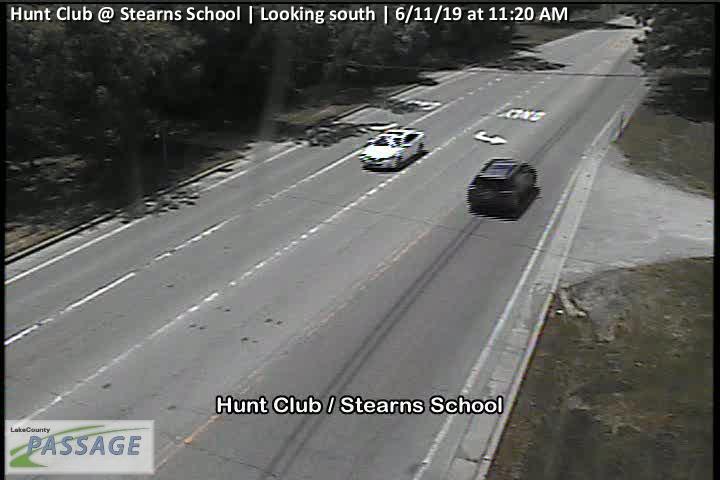 Hunt Club @ Stearns School | Looking south | 6/11/19 at 11:20 AM
ONLY
Hunt Club / Stearns School
LakeCounty
PASSAGE